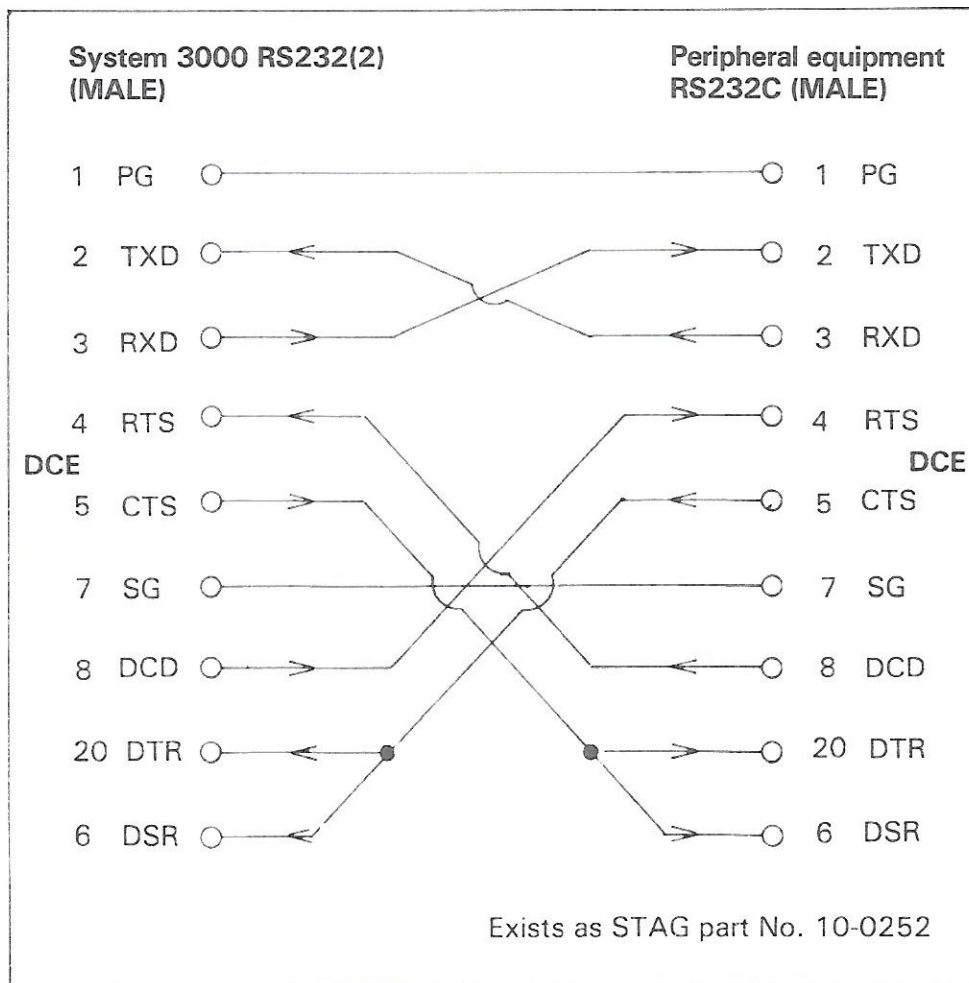 System 3000 RS232(2) Peripheral equipment
(MALE) RS232C (MALE)
1 PG 1 PG
2 TXD 2 TXD
3 RXD 3 RXD
4 RTS 4 RTS
DCE DCE
5 CTS 5 CTS
7 SG 7 SG
8 DCD 8 DCD
20 DTR 20 DTR
6 DSR 6 DSR
Exists as STAG part No. 10-0252